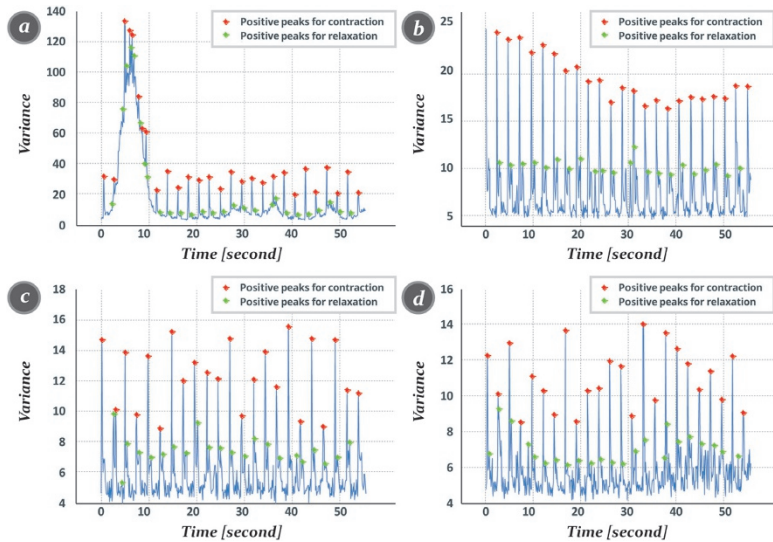 a
Positive peaks for contraction
Positive peaks for relaxation
Variance
140
120
100
80
60
40
20
0
0 10 20 30 40 50
Time [second]
b
Positive peaks for contraction
Positive peaks for relaxation
Variance
25
20
15
10
5
0 10 20 30 40 50
Time [second]
c
Positive peaks for contraction
Positive peaks for relaxation
Variance
18
16
14
12
10
8
6
4
0 10 20 30 40 50
Time [second]
d
Positive peaks for contraction
Positive peaks for relaxation
Variance
16
14
12
10
8
6
4
0 10 20 30 40 50
Time [second]